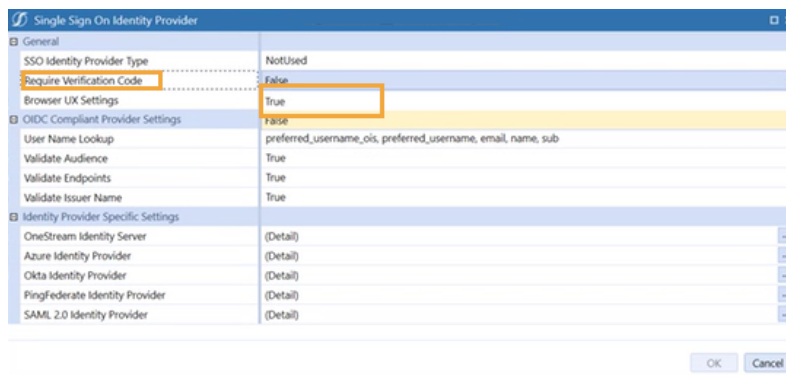 Single Sign On Identity Provider
General
SSO Identity Provider Type NotUsed
Require Verification Code False
Browser UX Settings True
OIDC Compliant Provider Settings False
User Name Lookup preferred_username_ois, preferred_username, email, name, sub
Validate Audience True
Validate Endpoints True
Validate Issuer Name True
Identity Provider Specific Settings
OneStream Identity Server (Detail)
Azure Identity Provider (Detail)
Okta Identity Provider (Detail)
PingFederate Identity Provider (Detail)
SAML 2.0 Identity Provider (Detail)
OK Cancel